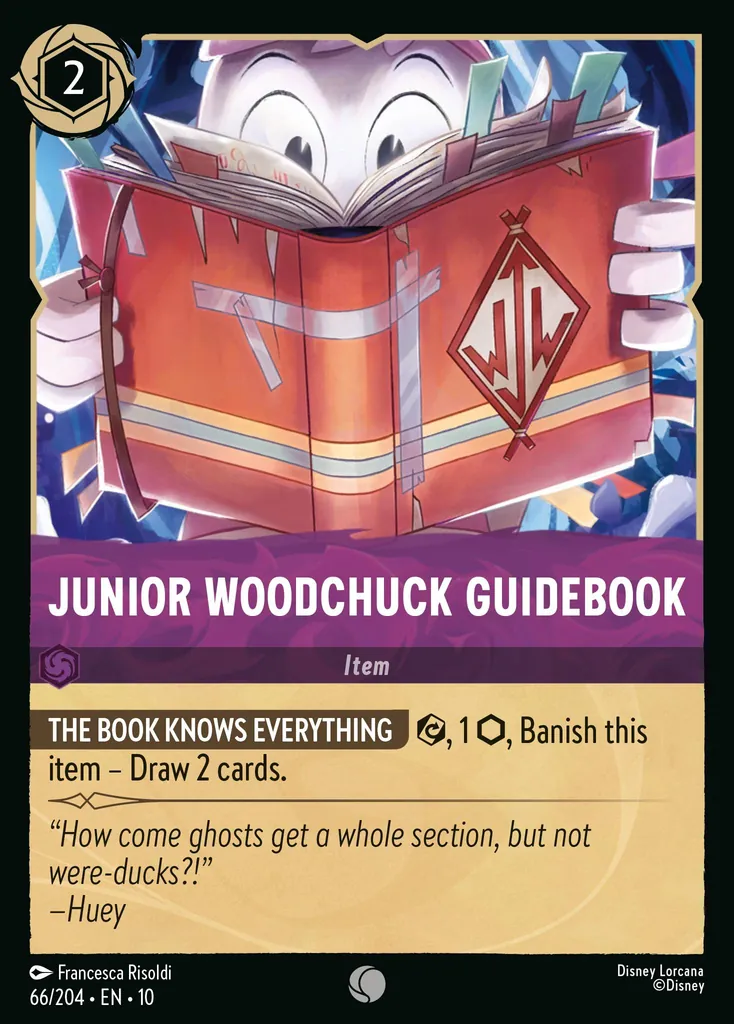 2
JWW
JUNIOR WOODCHUCK GUIDEBOOK
Item
THE BOOK KNOWS EVERYTHING , 1 , Banish this
item – Draw 2 cards.
“How come ghosts get a whole section, but not
were-ducks?!”
–Huey
Francesca Risoldi
66/204 • EN • 10
Disney Lorcana
©Disney